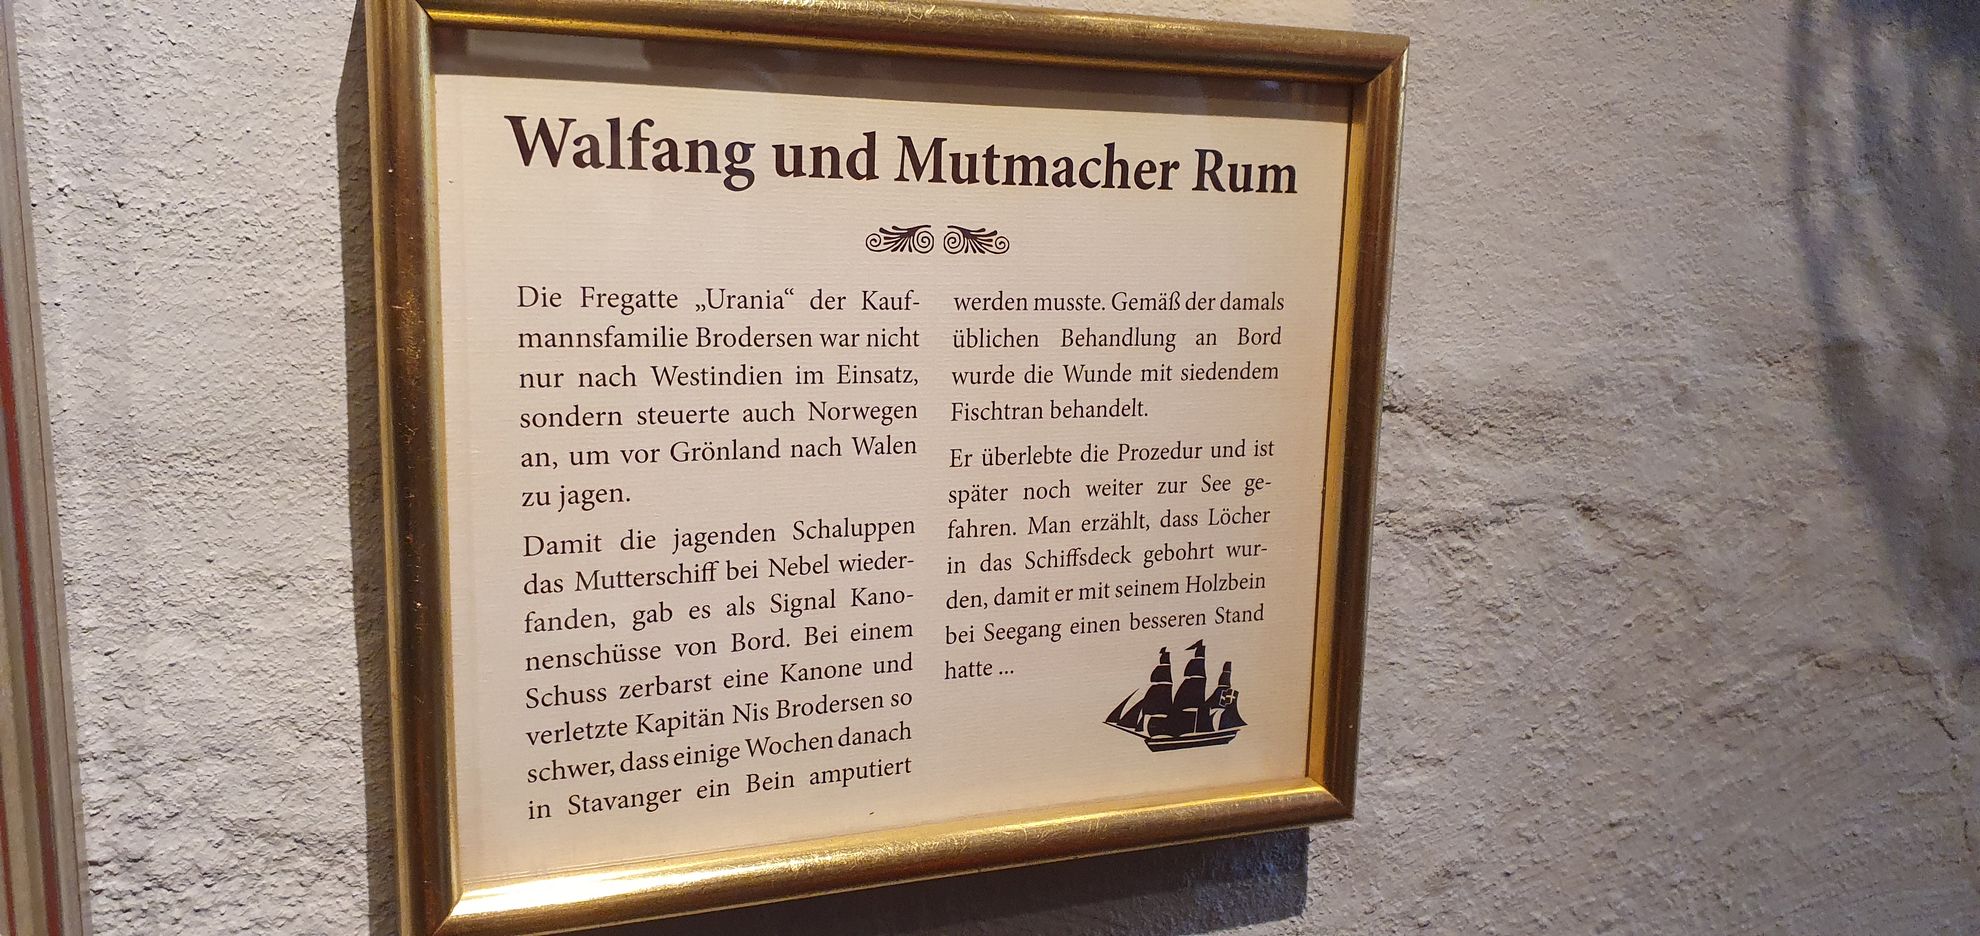 Walfang und Mutmacher Rum
Die Fregatte „Urania“ der Kauf-
mannsfamilie Brodersen war nicht
nur nach Westindien im Einsatz,
sondern steuerte auch Norwegen
an, um vor Grönland nach Walen
zu jagen.
Damit die jagenden Schaluppen
das Mutterschiff bei Nebel wieder-
fanden, gab es als Signal Kano-
nenschüsse von Bord. Bei einem
Schuss zerbarst eine Kanone und
verletzte Kapitän Nis Brodersen so
schwer, dass einige Wochen danach
in Stavanger ein Bein amputiert
werden musste. Gemäß der damals
üblichen Behandlung an Bord
wurde die Wunde mit siedendem
Fischtran behandelt.
Er überlebte die Prozedur und ist
später noch weiter zur See ge-
fahren. Man erzählt, dass Löcher
in das Schiffsdeck gebohrt wur-
den, damit er mit seinem Holzbein
bei Seegang einen besseren Stand
hatte ...